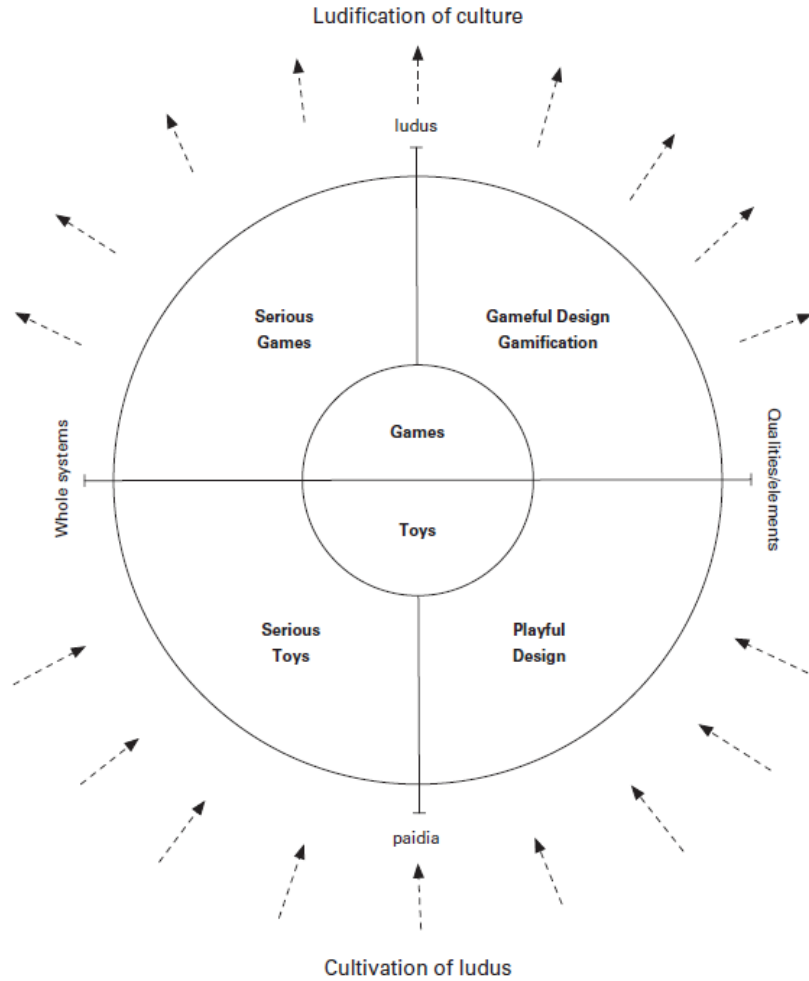 Ludification of culture
ludus
Serious
Games
Gameful Design
Gamification
Games
Whole systems
Qualities/elements
Toys
Serious
Toys
Playful
Design
paidia
Cultivation of ludus